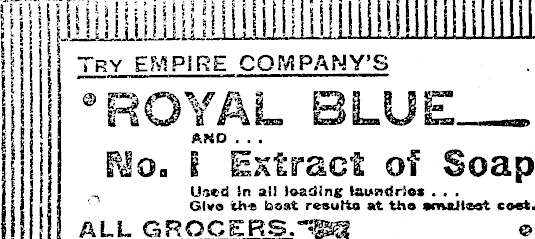 TRY EMPIRE COMPANY'S
ROYAL BLUE
AND ...
No. 1 Extract of Soap
Used in all loading laundries ...
Give the best results at the smallest cost.
ALL GROCERS.